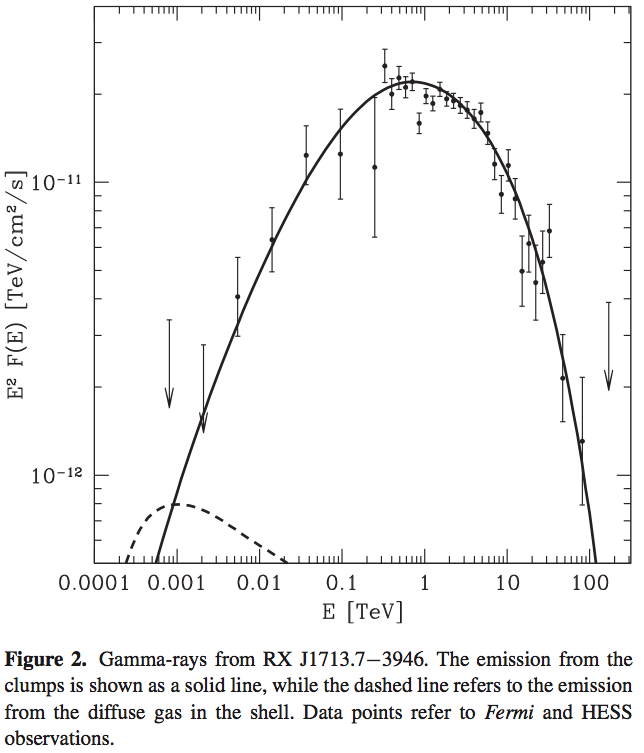 E² F(E) [TeV/cm²/s]
10⁻¹¹
10⁻¹²
0.0001 0.001 0.01 0.1 1 10 100
E [TeV]
Figure 2. Gamma-rays from RX J1713.7−3946. The emission from the
clumps is shown as a solid line, while the dashed line refers to the emission
from the diffuse gas in the shell. Data points refer to Fermi and HESS
observations.